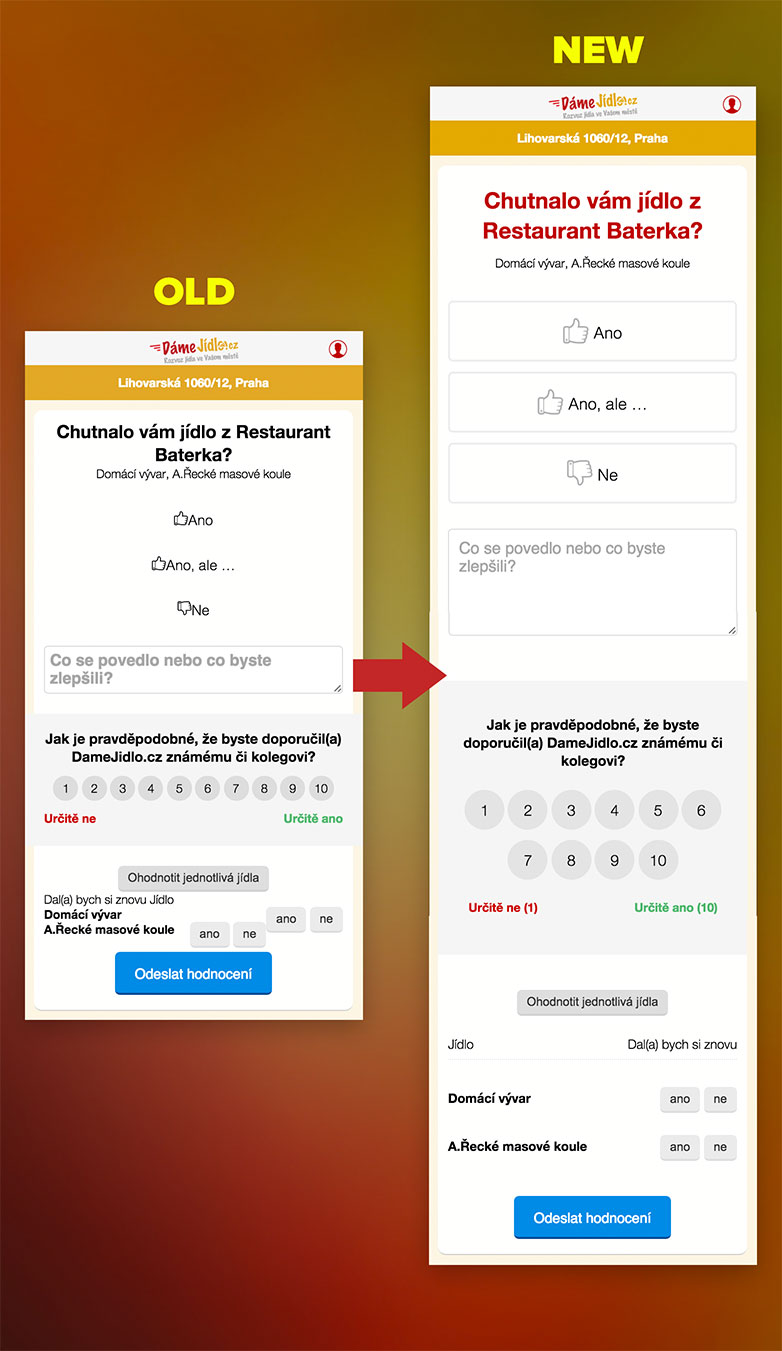 OLD
DámeJídlo.cz
Rozvoz jídla ve Vašem městě
Lihovarská 1060/12, Praha
Chutnalo vám jídlo z Restaurant
Baterka?
Domácí vývar, A.Řecké masové koule
Ano
Ano, ale ...
Ne
Co se povedlo nebo co byste
zlepšili?
Jak je pravděpodobné, že byste doporučil(a)
DameJidlo.cz známému či kolegovi?
1 2 3 4 5 6 7 8 9 10
Určitě ne Určitě ano
Ohodnotit jednotlivá jídla
Dal(a) bych si znovu Jídlo
Domácí vývar ano ne
A.Řecké masové koule ano ne
Odeslat hodnocení
NEW
DámeJídlo.cz
Rozvoz jídla ve Vašem městě
Lihovarská 1060/12, Praha
Chutnalo vám jídlo z
Restaurant Baterka?
Domácí vývar, A.Řecké masové koule
Ano
Ano, ale ...
Ne
Co se povedlo nebo co byste
zlepšili?
Jak je pravděpodobné, že byste
doporučil(a) DameJidlo.cz známému či
kolegovi?
1 2 3 4 5 6
7 8 9 10
Určitě ne (1) Určitě ano (10)
Ohodnotit jednotlivá jídla
Jídlo Dal(a) bych si znovu
Domácí vývar ano ne
A.Řecké masové koule ano ne
Odeslat hodnocení